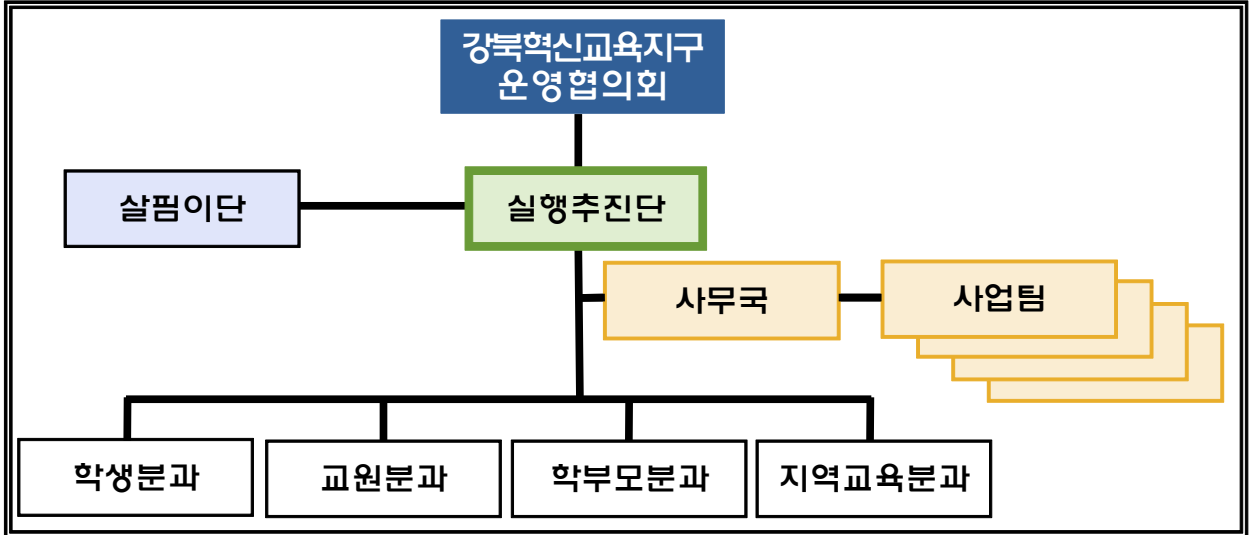 강북혁신교육지구
운영협의회
살핌이단
실행추진단
사무국
사업팀
학생분과
교원분과
학부모분과
지역교육분과